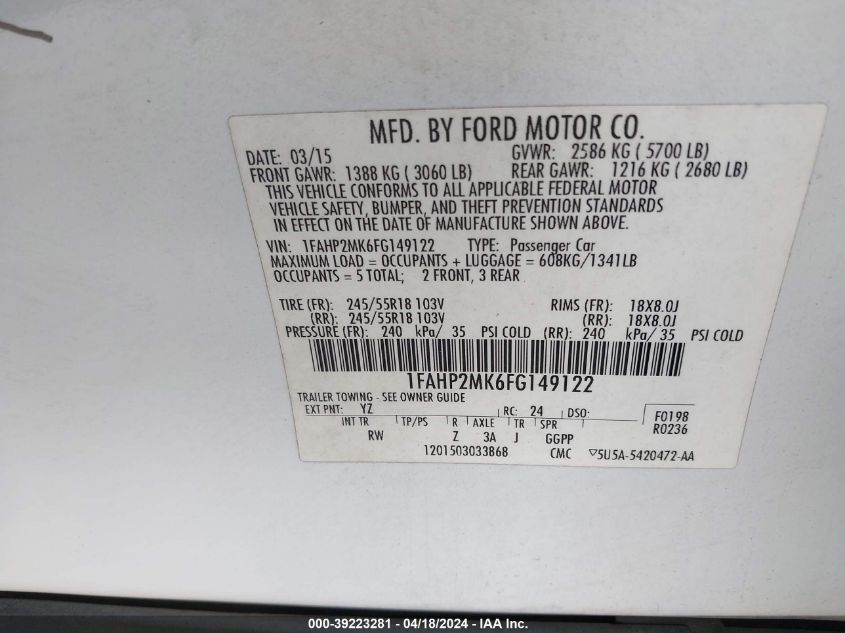 MFD. BY FORD MOTOR CO.
DATE: 03/15 GVWR: 2586 KG ( 5700 LB)
FRONT GAWR: 1388 KG ( 3060 LB) REAR GAWR: 1216 KG ( 2680 LB)
THIS VEHICLE CONFORMS TO ALL APPLICABLE FEDERAL MOTOR
VEHICLE SAFETY, BUMPER, AND THEFT PREVENTION STANDARDS
IN EFFECT ON THE DATE OF MANUFACTURE SHOWN ABOVE.
VIN: 1FAHP2MK6FG149122 TYPE: Passenger Car
MAXIMUM LOAD = OCCUPANTS + LUGGAGE = 608KG/1341LB
OCCUPANTS = 5 TOTAL; 2 FRONT, 3 REAR
TIRE (FR): 245/55R18 103V RIMS (FR): 18X8.0J
(RR): 245/55R18 103V (RR): 18X8.0J
PRESSURE (FR): 240 kPa/ 35 PSI COLD (RR): 240 kPa/ 35 PSI COLD
1FAHP2MK6FG149122
TRAILER TOWING - SEE OWNER GUIDE
EXT PNT: YZ RC: 24 DSO: F0198
INT TR TP/PS R AXLE TR SPR R0236
RW Z 3A J GGPP
1201503033868 CMC ▽5U5A-5420472-AA
000-39223281 - 04/18/2024 - IAA Inc.